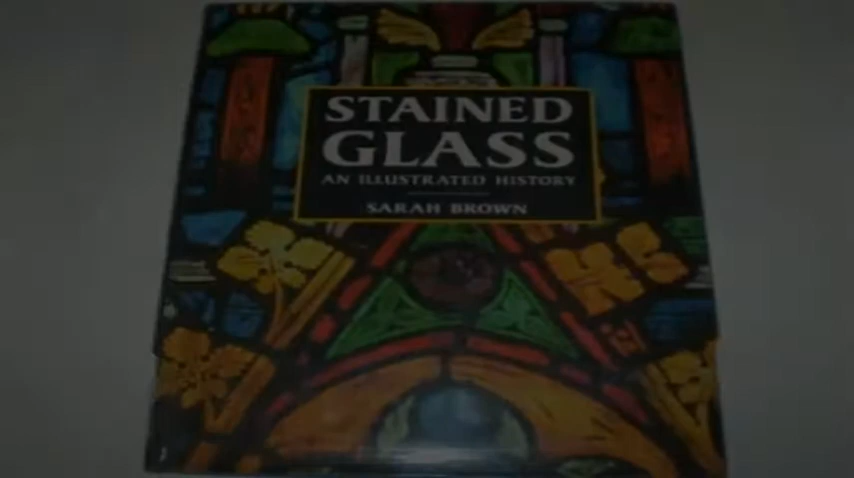 STAINED
GLASS
AN ILLUSTRATED HISTORY
SARAH BROWN